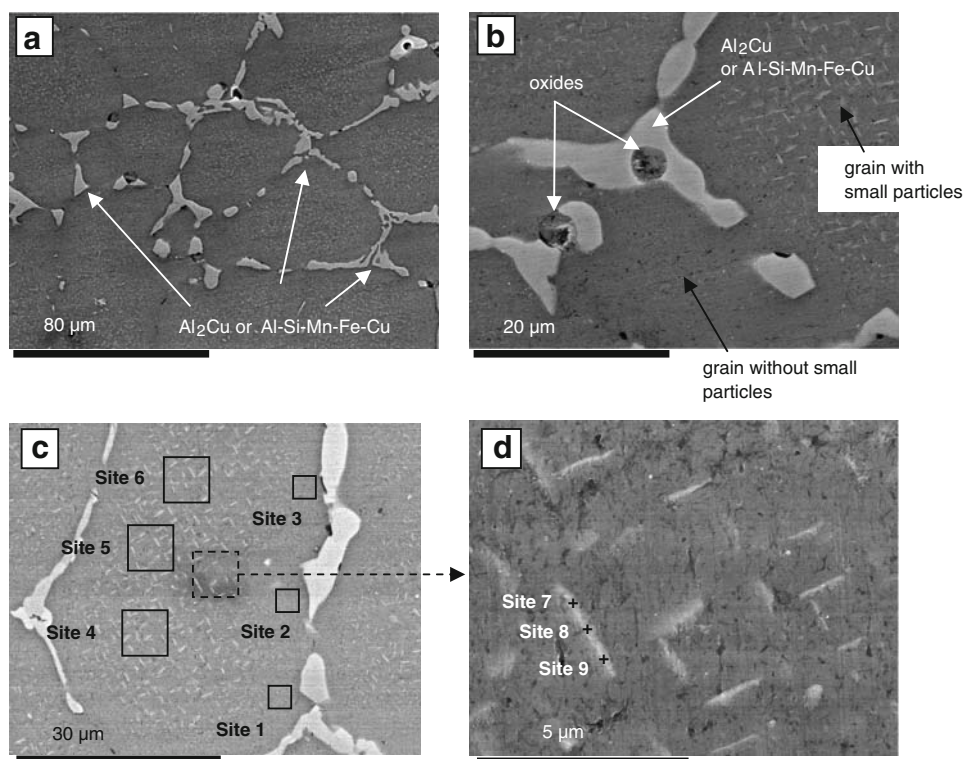 a
Al2Cu or Al-Si-Mn-Fe-Cu
80 µm
b
Al2Cu
or Al-Si-Mn-Fe-Cu
oxides
grain with
small particles
20 µm
grain without small
particles
c
Site 6
Site 3
Site 5
Site 2
Site 4
Site 1
30 µm
d
Site 7
Site 8
Site 9
5 µm